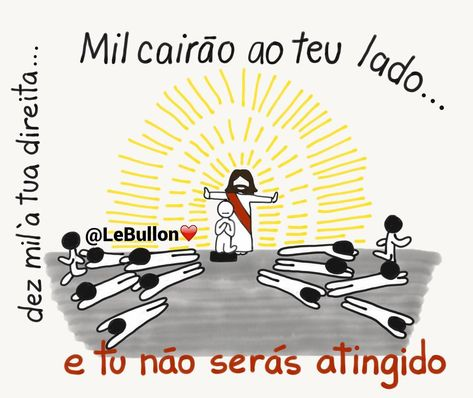 Mil cairão ao teu lado...
dez mil à tua direita...
@LeBullon❤️
e tu não serás atingido